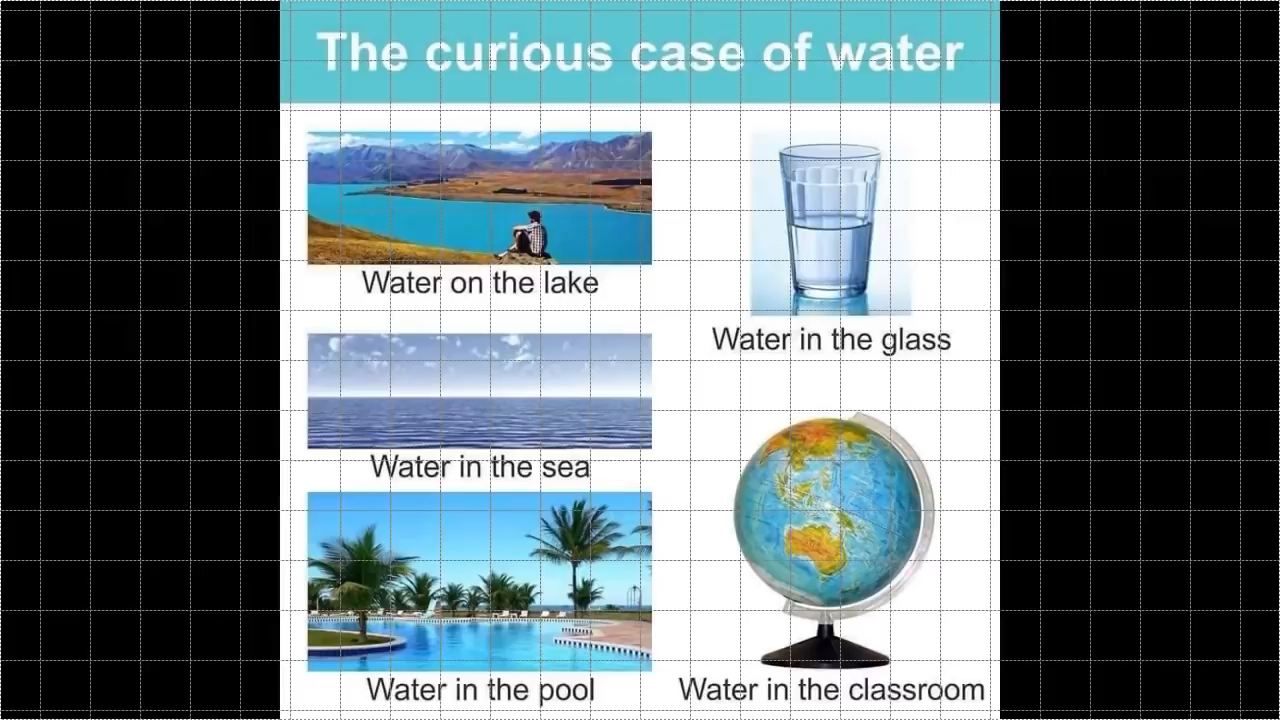 The curious case of water
Water on the lake
Water in the glass
Water in the sea
Water in the pool
Water in the classroom